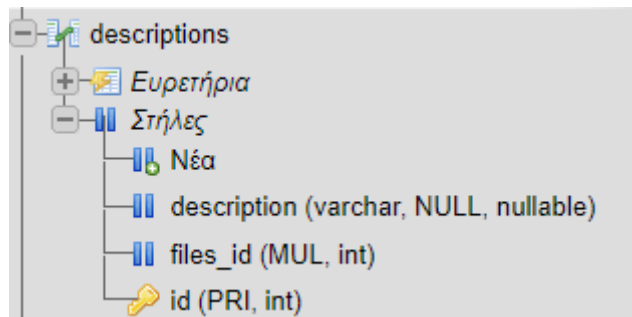 descriptions
Ευρετήρια
Στήλες
Νέα
description (varchar, NULL, nullable)
files_id (MUL, int)
id (PRI, int)